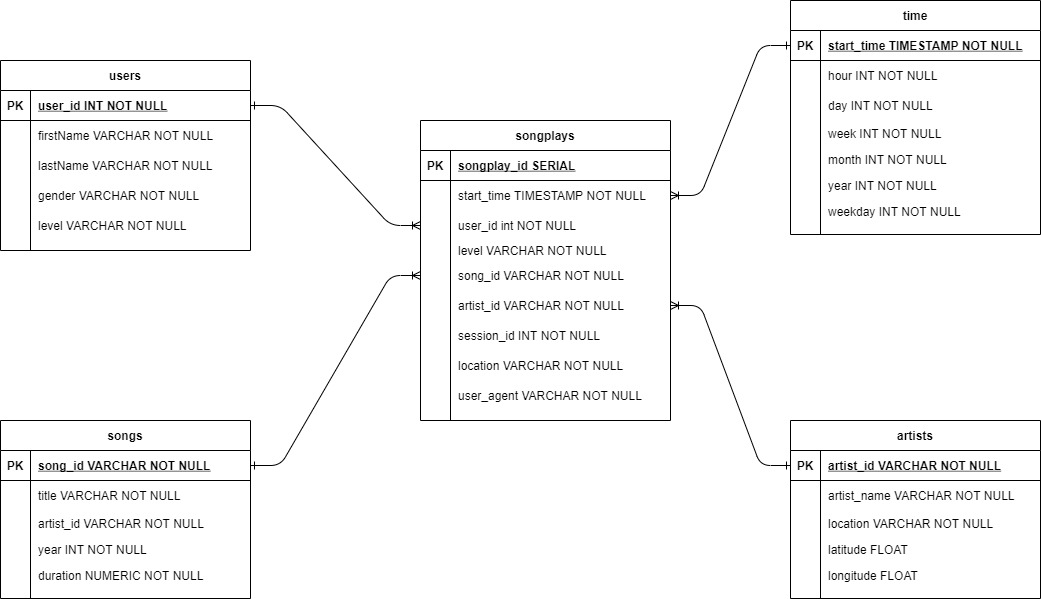 users
PK user_id INT NOT NULL
firstName VARCHAR NOT NULL
lastName VARCHAR NOT NULL
gender VARCHAR NOT NULL
level VARCHAR NOT NULL
songs
PK song_id VARCHAR NOT NULL
title VARCHAR NOT NULL
artist_id VARCHAR NOT NULL
year INT NOT NULL
duration NUMERIC NOT NULL
songplays
PK songplay_id SERIAL
start_time TIMESTAMP NOT NULL
user_id int NOT NULL
level VARCHAR NOT NULL
song_id VARCHAR NOT NULL
artist_id VARCHAR NOT NULL
session_id INT NOT NULL
location VARCHAR NOT NULL
user_agent VARCHAR NOT NULL
time
PK start_time TIMESTAMP NOT NULL
hour INT NOT NULL
day INT NOT NULL
week INT NOT NULL
month INT NOT NULL
year INT NOT NULL
weekday INT NOT NULL
artists
PK artist_id VARCHAR NOT NULL
artist_name VARCHAR NOT NULL
location VARCHAR NOT NULL
latitude FLOAT
longitude FLOAT